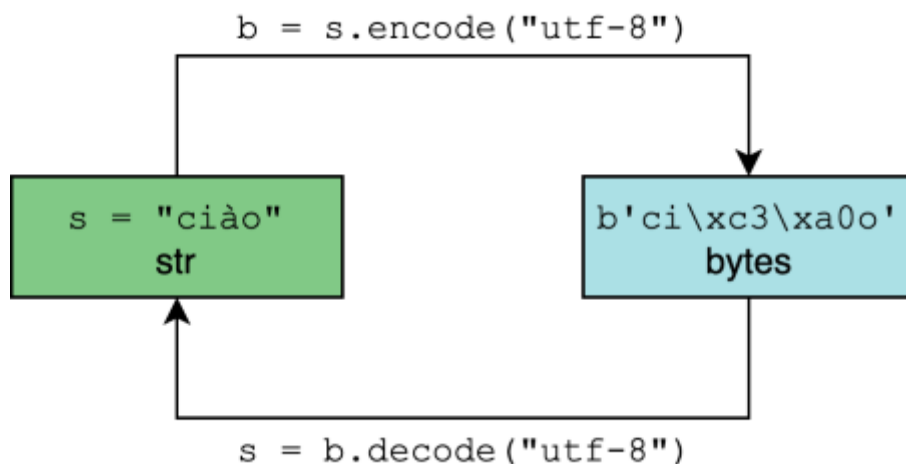 b = s.encode("utf-8")
s = "ciào"
str
b'ci\xc3\xa0o'
bytes
s = b.decode("utf-8")